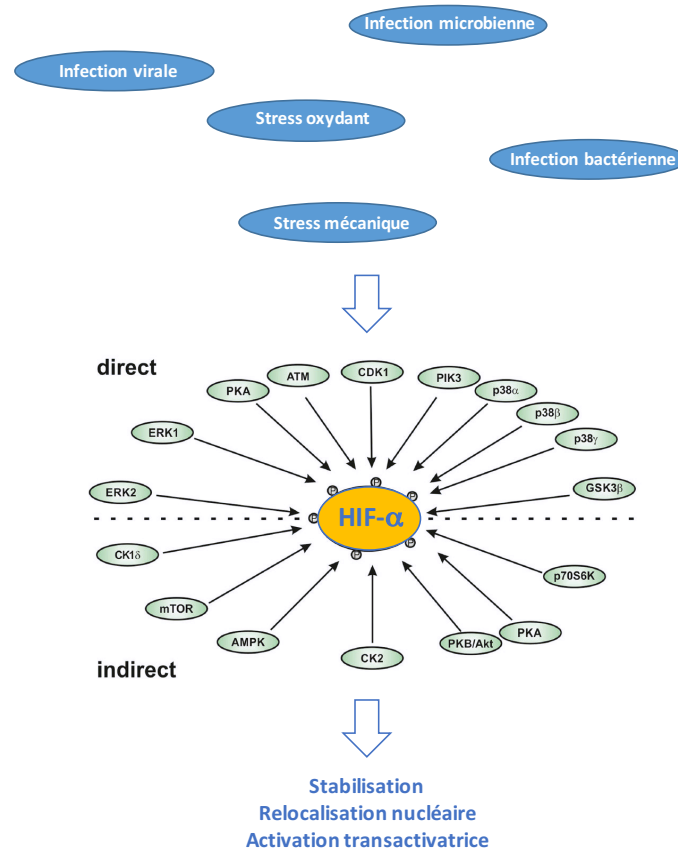 Infection microbienne
Infection virale
Stress oxydant
Infection bactérienne
Stress mécanique
direct
CDK1
ATM
PIK3
PKA
p38α
p38β
ERK1
p38γ
ERK2
GSK3β
P
P
P
P
HIF-α
P
P
CK1δ
p70S6K
mTOR
AMPK
CK2
PKB/Akt
PKA
indirect
Stabilisation
Relocalisation nucléaire
Activation transactivatrice